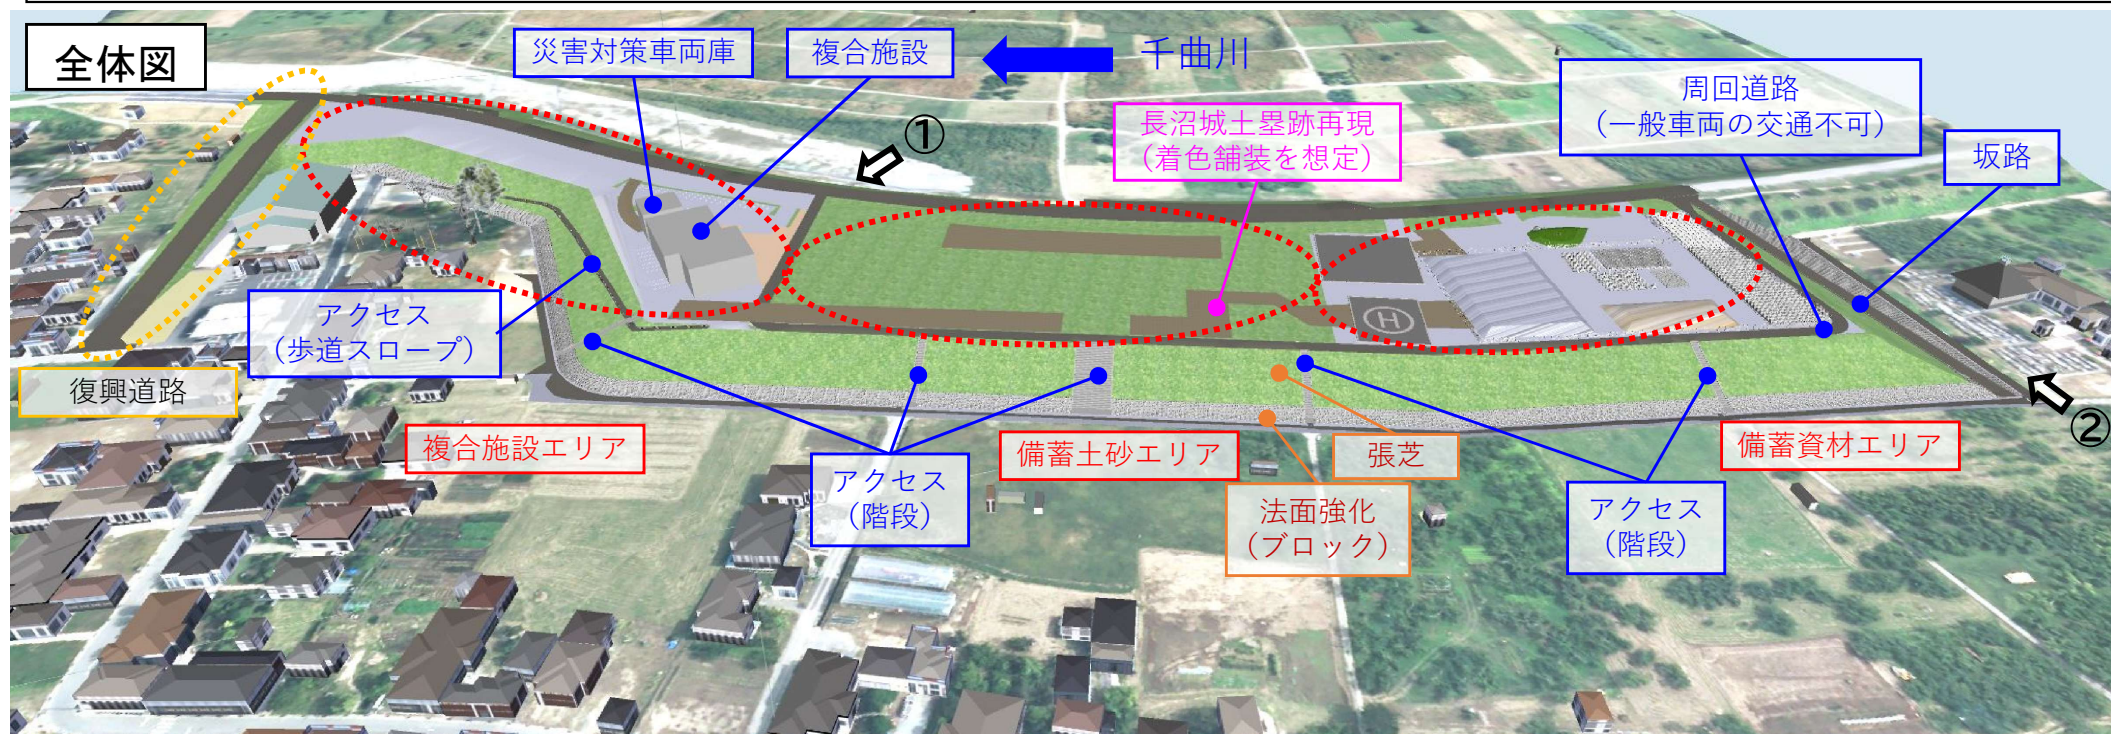 全体図
災害対策車両庫
複合施設
千曲川
①
長沼城土塁跡再現
(着色舗装を想定)
周回道路
(一般車両の交通不可)
坂路
アクセス
(歩道スロープ)
H
復興道路
複合施設エリア
アクセス
(階段)
備蓄土砂エリア
張芝
法面強化
(ブロック)
アクセス
(階段)
備蓄資材エリア
②